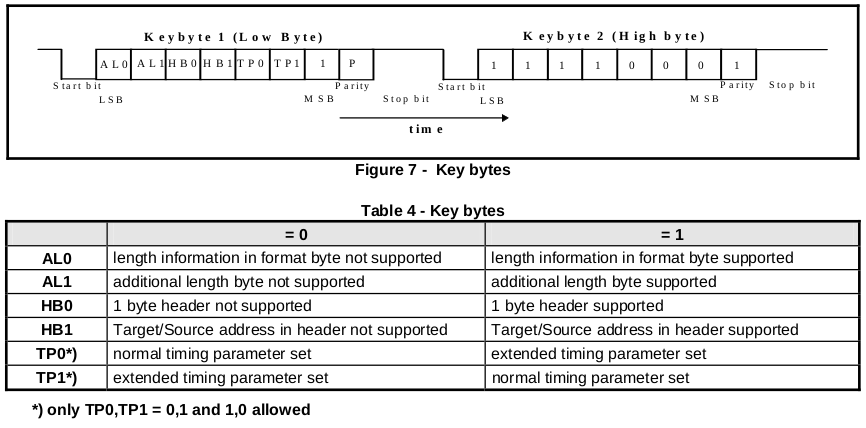 Keybyte 1 (Low Byte) Keybyte 2 (High byte)
AL0 AL1 HB0 HB1 TP0 TP1 1 P 1 1 1 1 0 0 0 1
Start bit Parity Start bit Parity Stop bit
LSB MSB Stop bit LSB MSB
time
Figure 7 - Key bytes
Table 4 - Key bytes
= 0 = 1
AL0 length information in format byte not supported length information in format byte supported
AL1 additional length byte not supported additional length byte supported
HB0 1 byte header not supported 1 byte header supported
HB1 Target/Source address in header not supported Target/Source address in header supported
TP0*) normal timing parameter set extended timing parameter set
TP1*) extended timing parameter set normal timing parameter set
*) only TP0,TP1 = 0,1 and 1,0 allowed